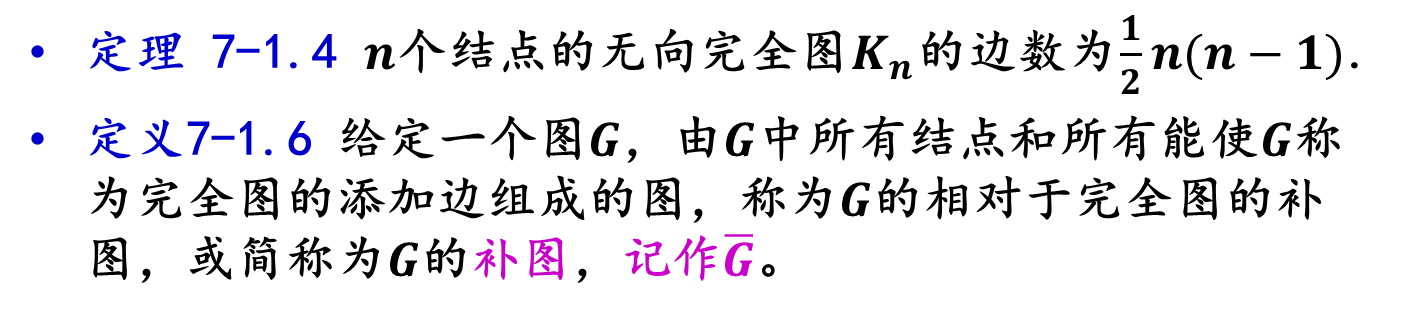 • 定理 7-1.4 n个结点的无向完全图Kₙ的边数为½n(n − 1).
• 定义7-1.6 给定一个图G，由G中所有结点和所有能使G称
为完全图的添加边组成的图，称为G的相对于完全图的补
图，或简称为G的补图，记作G̅。